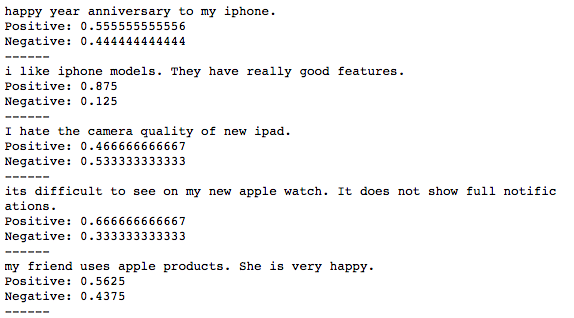 happy year anniversary to my iphone.
Positive: 0.555555555556
Negative: 0.444444444444
------
i like iphone models. They have really good features.
Positive: 0.875
Negative: 0.125
------
I hate the camera quality of new ipad.
Positive: 0.466666666667
Negative: 0.533333333333
------
its difficult to see on my new apple watch. It does not show full notific
ations.
Positive: 0.666666666667
Negative: 0.333333333333
------
my friend uses apple products. She is very happy.
Positive: 0.5625
Negative: 0.4375
------